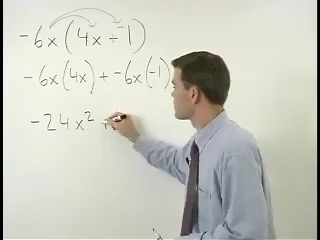 -6x(4x + -1)
-6x(4x) + -6x(-1)
-24x² +